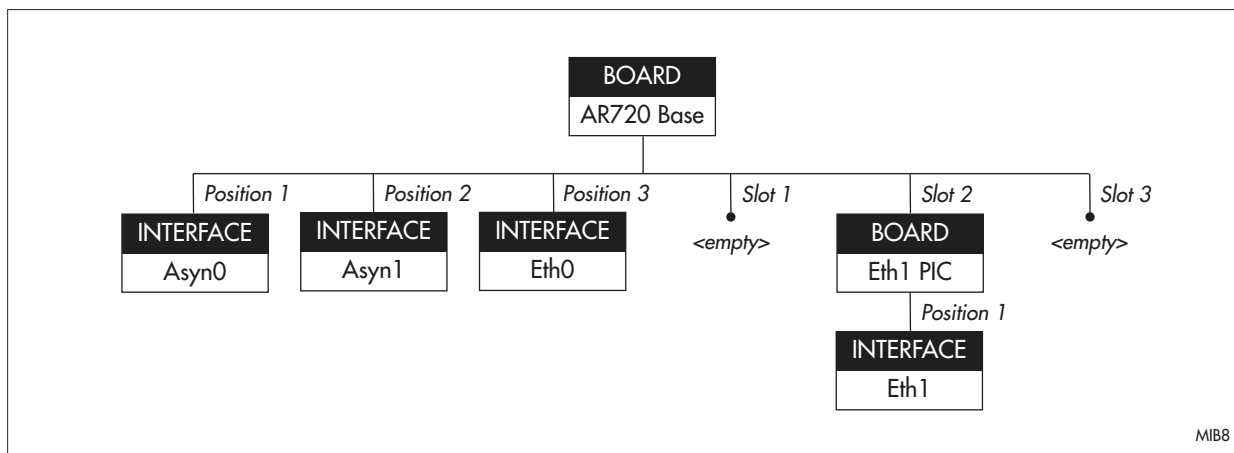 BOARD
AR720 Base
Position 1
Position 2
Position 3
Slot 1
Slot 2
Slot 3
INTERFACE
Asyn0
INTERFACE
Asyn1
INTERFACE
Eth0
<empty>
BOARD
Eth1 PIC
<empty>
Position 1
INTERFACE
Eth1
MIB8